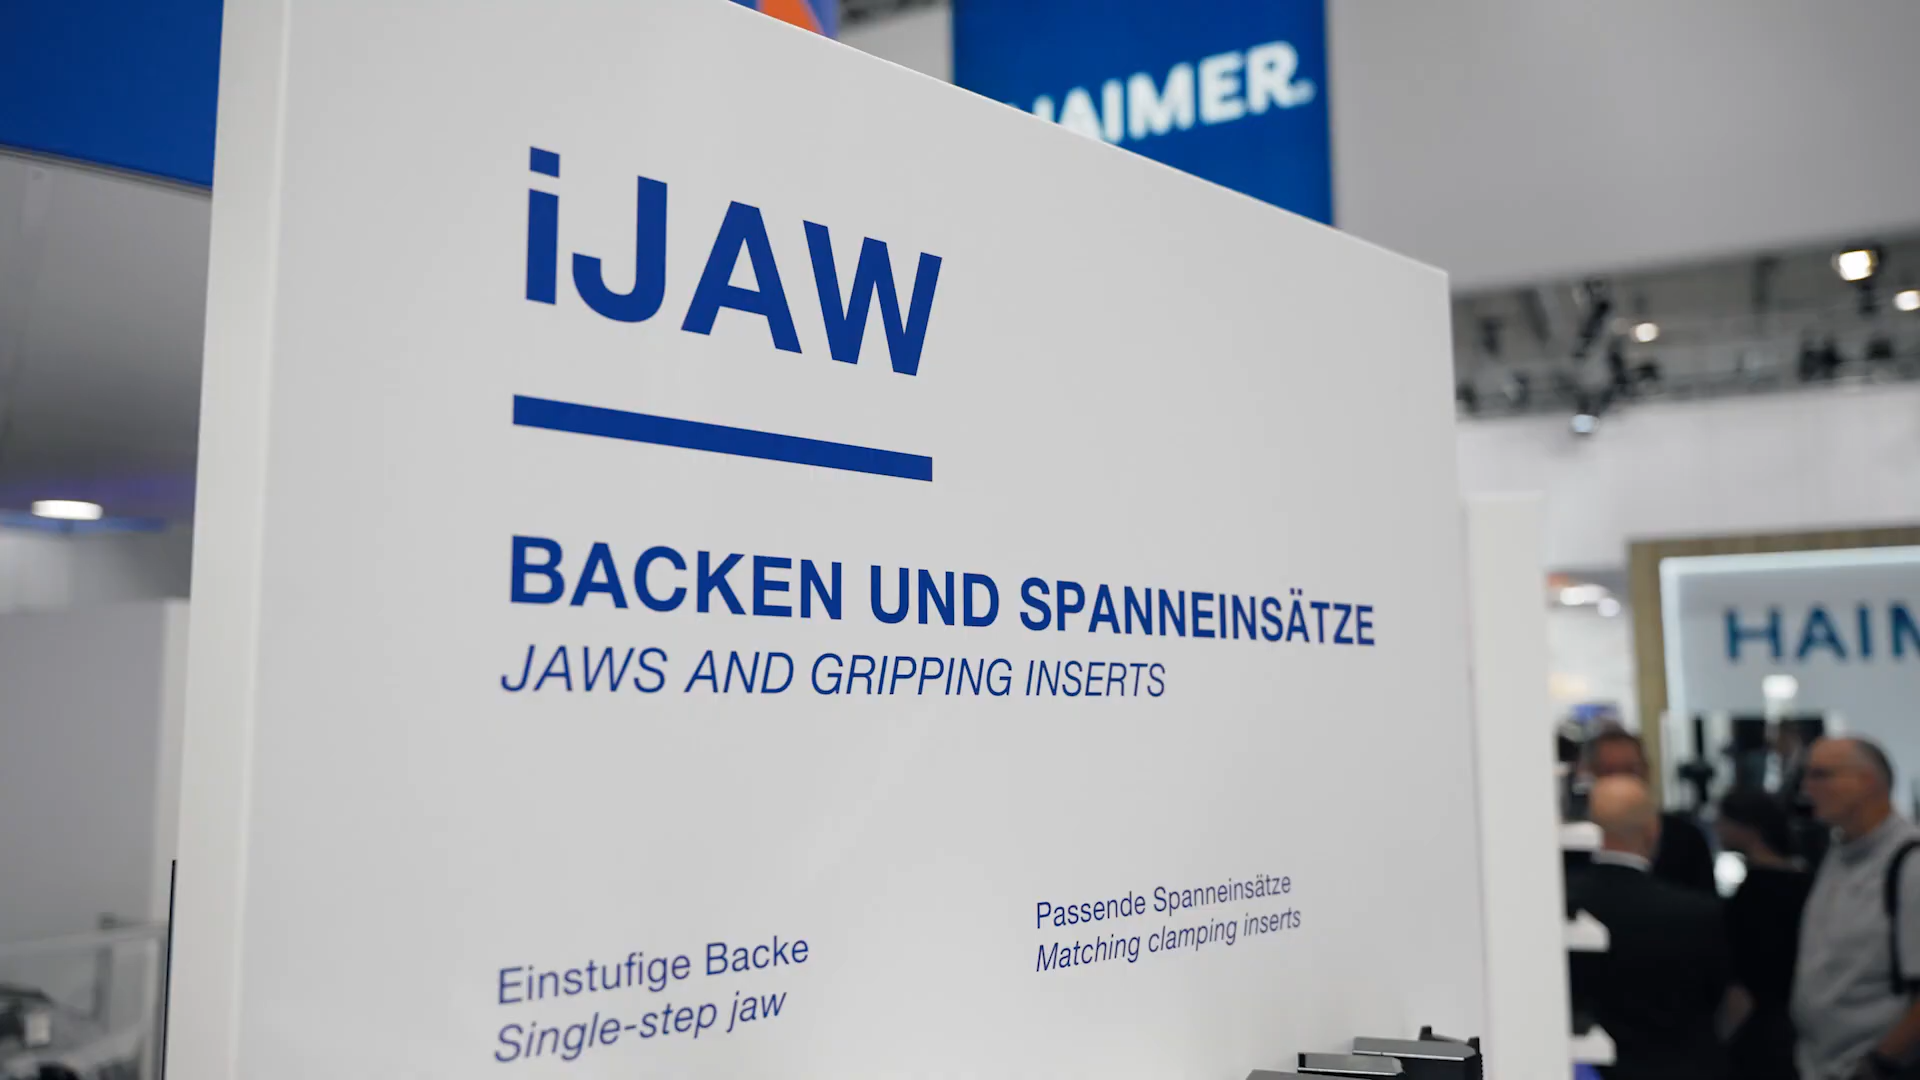 HAIMER.
iJAW
BACKEN UND SPANNEINSÄTZE
JAWS AND GRIPPING INSERTS
Passende Spanneinsätze
Matching clamping inserts
Einstufige Backe
Single-step jaw
HAIM